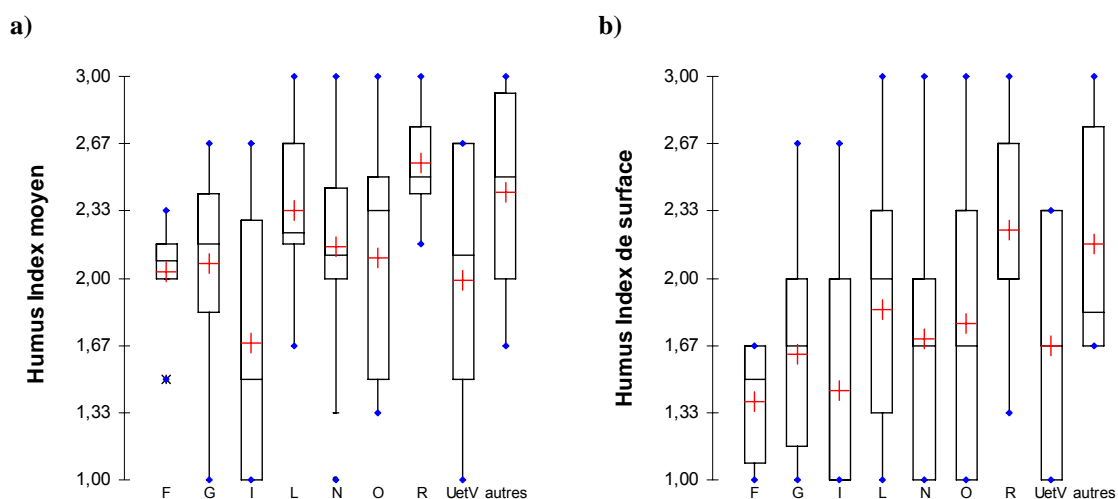 a)
Humus Index moyen
3,00
2,67
2,33
2,00
1,67
1,33
1,00
F G I L N O R UetV autres
b)
Humus Index de surface
3,00
2,67
2,33
2,00
1,67
1,33
1,00
F G I L N O R UetV autres